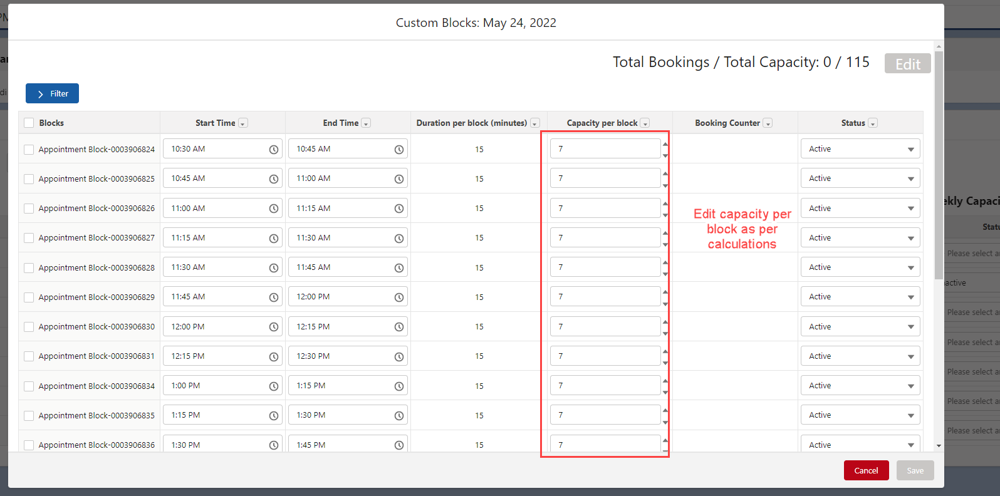 Custom Blocks: May 24, 2022
Total Bookings / Total Capacity: 0 / 115 Edit
Filter
Blocks Start Time End Time Duration per block (minutes) Capacity per block Booking Counter Status
Appointment Block-0003906824 10:30 AM 10:45 AM 15 7 Active
Appointment Block-0003906825 10:45 AM 11:00 AM 15 7 Active
Appointment Block-0003906826 11:00 AM 11:15 AM 15 7 Active
Appointment Block-0003906827 11:15 AM 11:30 AM 15 7 Active
Appointment Block-0003906828 11:30 AM 11:45 AM 15 7 Active
Appointment Block-0003906829 11:45 AM 12:00 PM 15 7 Active
Appointment Block-0003906830 12:00 PM 12:15 PM 15 7 Active
Appointment Block-0003906831 12:15 PM 12:30 PM 15 7 Active
Appointment Block-0003906834 1:00 PM 1:15 PM 15 7 Active
Appointment Block-0003906835 1:15 PM 1:30 PM 15 7 Active
Appointment Block-0003906836 1:30 PM 1:45 PM 15 7 Active
Edit capacity per
block as per
calculations
Cancel Save
Please select
Please select
Please select
Please select
Please select
Please select